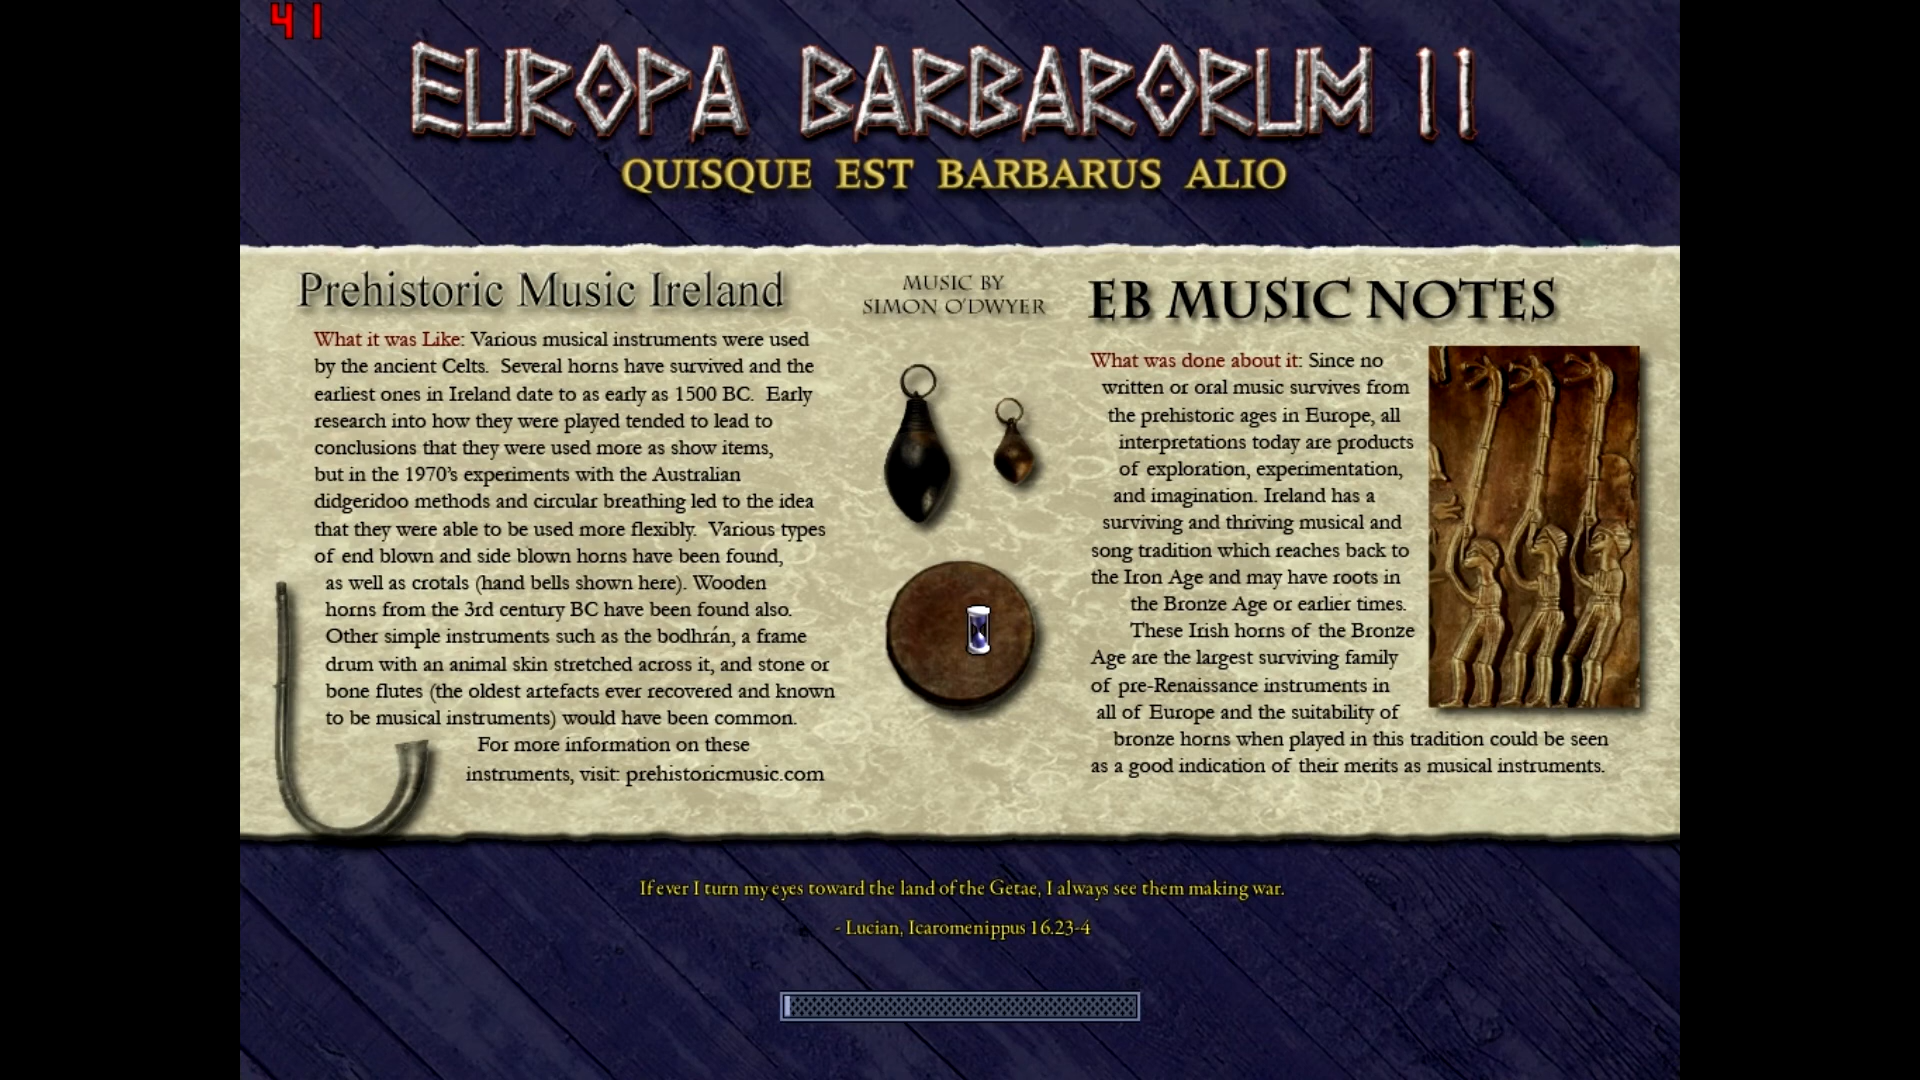 41
EUROPA BARBARORUM II
QUISQUE EST BARBARUS ALIO
Prehistoric Music Ireland
What it was Like: Various musical instruments were used
by the ancient Celts. Several horns have survived and the
earliest ones in Ireland date to as early as 1500 BC. Early
research into how they were played tended to lead to
conclusions that they were used more as show items,
but in the 1970's experiments with the Australian
didgeridoo methods and circular breathing led to the idea
that they were able to be used more flexibly. Various types
of end blown and side blown horns have been found,
as well as crotals (hand bells shown here). Wooden
horns from the 3rd century BC have been found also.
Other simple instruments such as the bodhrán, a frame
drum with an animal skin stretched across it, and stone or
bone flutes (the oldest artefacts ever recovered and known
to be musical instruments) would have been common.
For more information on these
instruments, visit: prehistoricmusic.com
MUSIC BY
SIMON O'DWYER
EB MUSIC NOTES
What was done about it: Since no
written or oral music survives from
the prehistoric ages in Europe, all
interpretations today are products
of exploration, experimentation,
and imagination. Ireland has a
surviving and thriving musical and
song tradition which reaches back to
the Iron Age and may have roots in
the Bronze Age or earlier times.
These Irish horns of the Bronze
Age are the largest surviving family
of pre-Renaissance instruments in
all of Europe and the suitability of
bronze horns when played in this tradition could be seen
as a good indication of their merits as musical instruments.
If ever I turn my eyes toward the land of the Getae, I always see them making war.
- Lucian, Icaromenippus 16.23-4